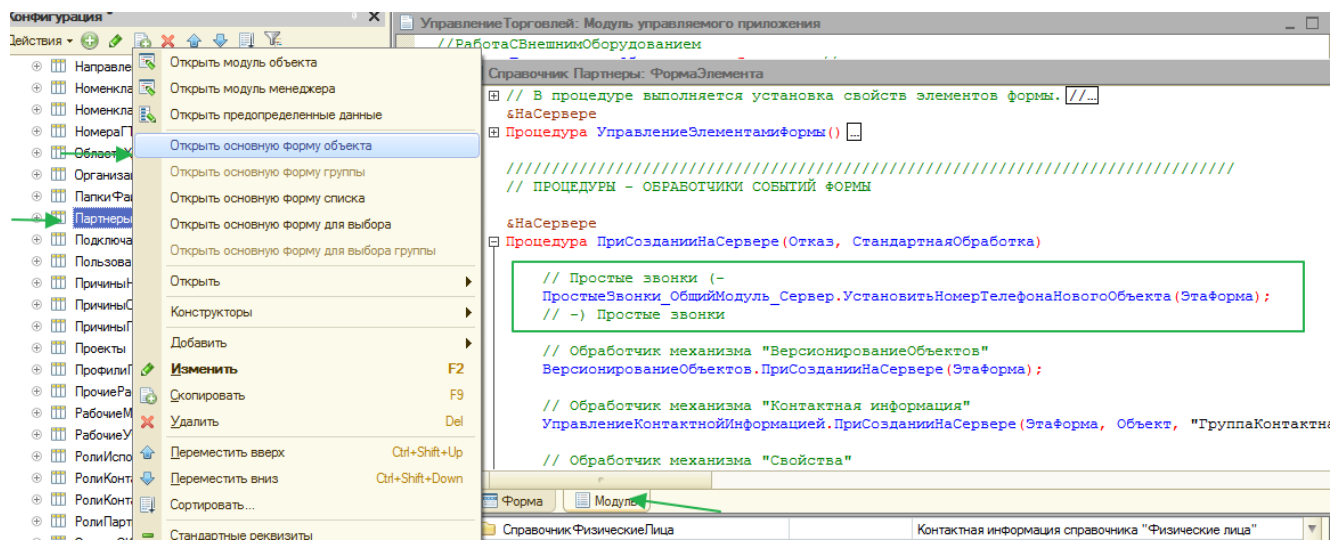 Конфигурация *
Действия
Направле
Номенкла
Номенкла
НомераГТ
Организа
ПапкиФай
Партнеры
Подключа
Пользова
ПричиныН
ПричиныО
ПричиныП
Проекты
ПрофилиГ
ПрочиеРа
РабочиеМ
РабочиеУ
РолиИспо
РолиКонт
РолиКонт
РолиПарт
Открыть модуль объекта
Открыть модуль менеджера
Открыть предопределенные данные
Открыть основную форму объекта
Открыть основную форму группы
Открыть основную форму списка
Открыть основную форму для выбора
Открыть основную форму для выбора группы
Открыть
Конструкторы
Добавить
Изменить F2
Скопировать F9
Удалить Del
Переместить вверх Ctrl+Shift+Up
Переместить вниз Ctrl+Shift+Down
Сортировать...
Стандартные реквизиты
УправлениеТорговлей: Модуль управляемого приложения
//РаботаСВнешнимОборудованием
Справочник Партнеры: ФормаЭлемента
// В процедуре выполняется установка свойств элементов формы. //...
&НаСервере
Процедура УправлениеЭлементамиФормы() ...
////////////////////////////////////////////////////////////////////////////////
// ПРОЦЕДУРЫ - ОБРАБОТЧИКИ СОБЫТИЙ ФОРМЫ
&НаСервере
Процедура ПриСозданииНаСервере(Отказ, СтандартнаяОбработка)
// Простые звонки (-
ПростыеЗвонки_ОбщийМодуль_Сервер.УстановитьНомерТелефонаНовогоОбъекта(ЭтаФорма);
// -) Простые звонки
// Обработчик механизма "ВерсионированиеОбъектов"
ВерсионированиеОбъектов.ПриСозданииНаСервере(ЭтаФорма);
// Обработчик механизма "Контактная информация"
УправлениеКонтактнойИнформацией.ПриСозданииНаСервере(ЭтаФорма, Объект, "ГруппаКонтактна
// Обработчик механизма "Свойства"
Форма Модуль
СправочникФизическиеЛица Контактная информация справочника "Физические лица"